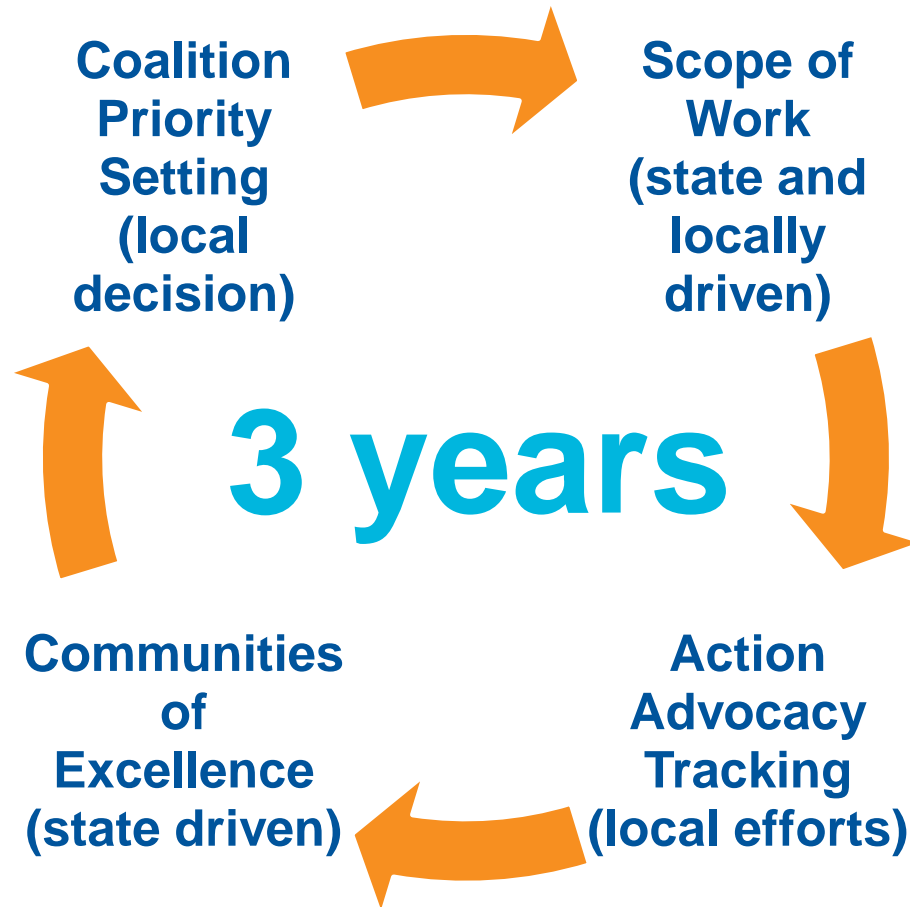 Coalition
Priority
Setting
(local
decision)
Scope of
Work
(state and
locally
driven)
3 years
Communities
of
Excellence
(state driven)
Action
Advocacy
Tracking
(local efforts)